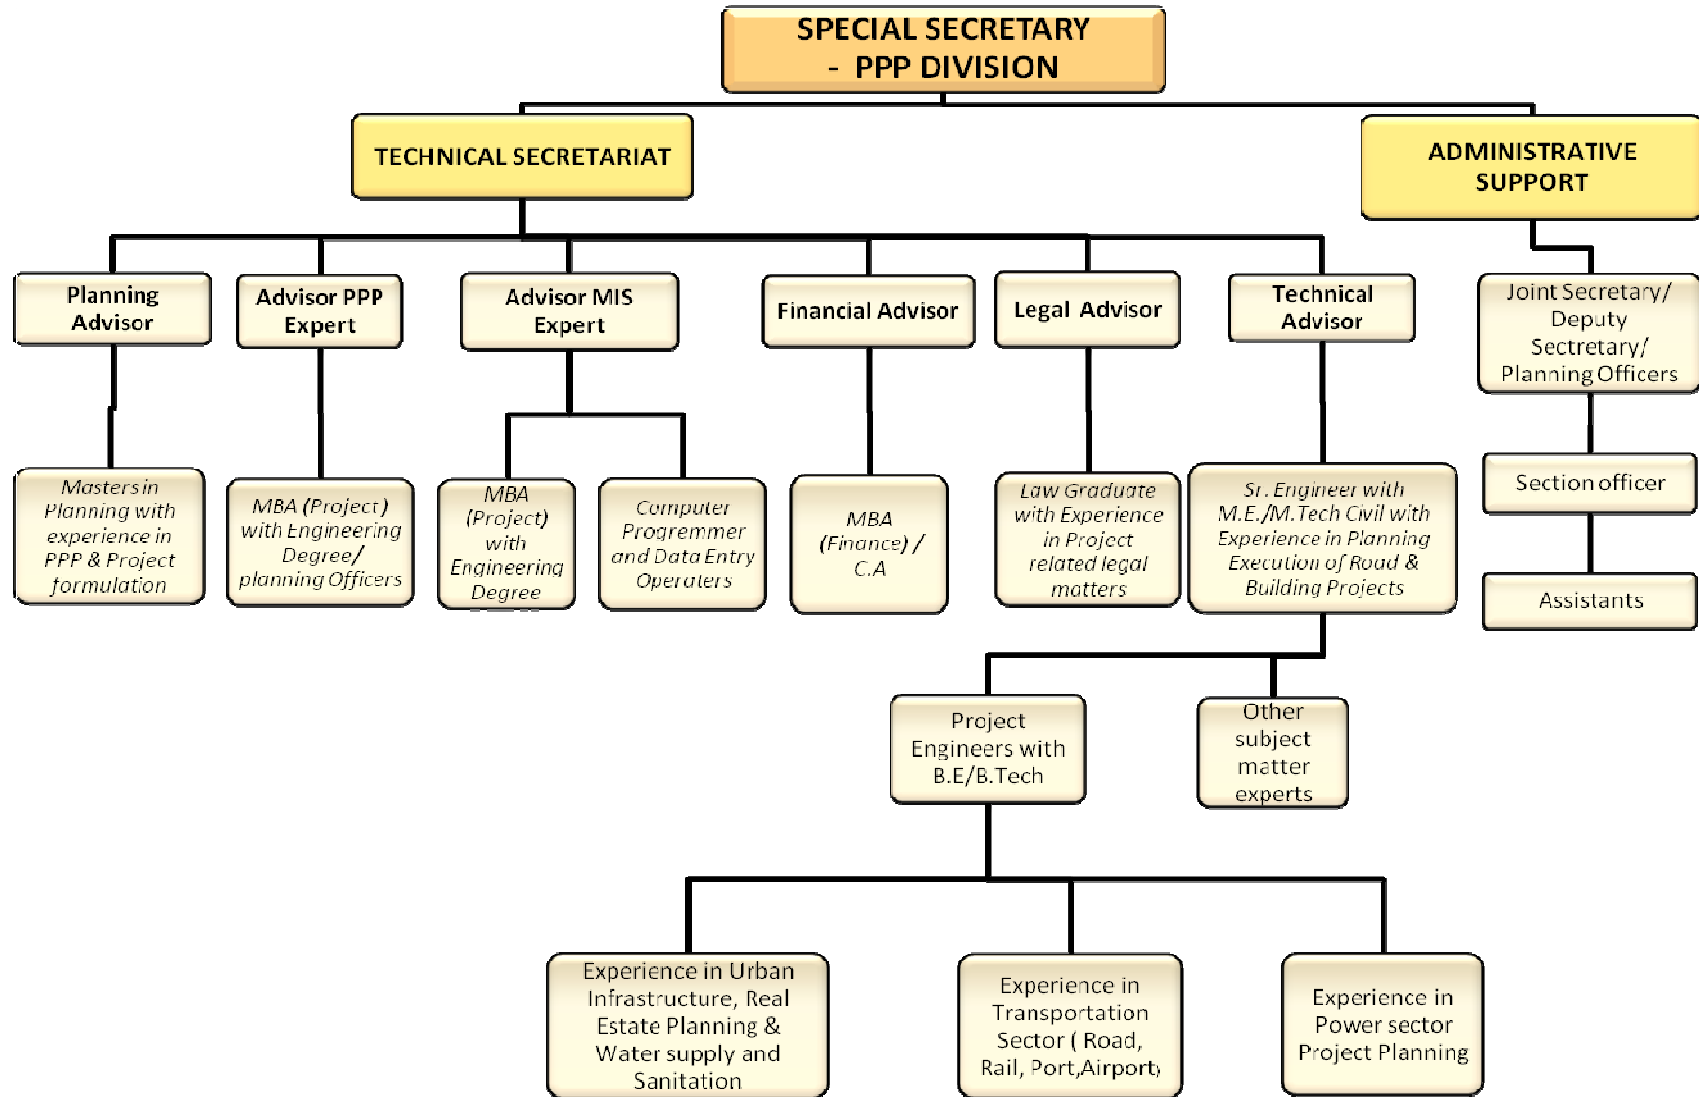 SPECIAL SECRETARY
- PPP DIVISION
TECHNICAL SECRETARIAT
ADMINISTRATIVE
SUPPORT
Planning
Advisor
Advisor PPP
Expert
Advisor MIS
Expert
Financial Advisor
Legal Advisor
Technical
Advisor
Joint Secretary/
Deputy
Sectretary/
Planning Officers
Masters in
Planning with
experience in
PPP & Project
formulation
MBA (Project)
with Engineering
Degree/
planning Officers
MBA
(Project)
with
Engineering
Degree
Computer
Progremmer
and Data Entry
Operaters
MBA
(Finance) /
C.A
Law Graduate
with Experience
in Project
related legal
matters
Sr. Engineer with
M.E./M.Tech Civil with
Experience in Planning
Execution of Road &
Building Projects
Section officer
Assistants
Project
Engineers with
B.E/B.Tech
Other
subject
matter
experts
Experience in Urban
Infrastructure, Real
Estate Planning &
Water supply and
Sanitation
Experience in
Transportation
Sector ( Road,
Rail, Port,Airport)
Experience in
Power sector
Project Planning